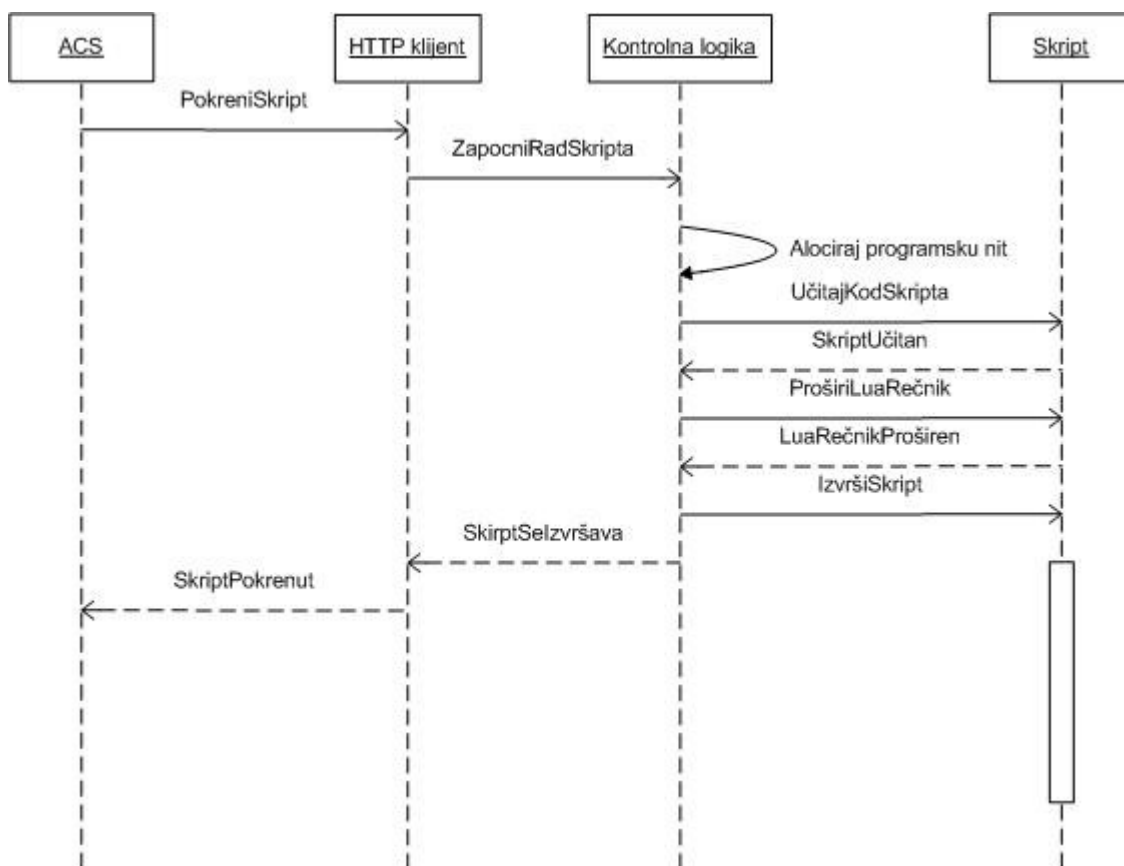 ACS
HTTP klijent
Kontrolna logika
Skript
PokreniSkript
ZapocniRadSkripta
Alociraj programsku nit
UčitajKodSkripta
SkriptUčitan
ProširiLuaRečnik
LuaRečnikProširen
IzvršiSkript
SkirptSeIzvršava
SkriptPokrenut